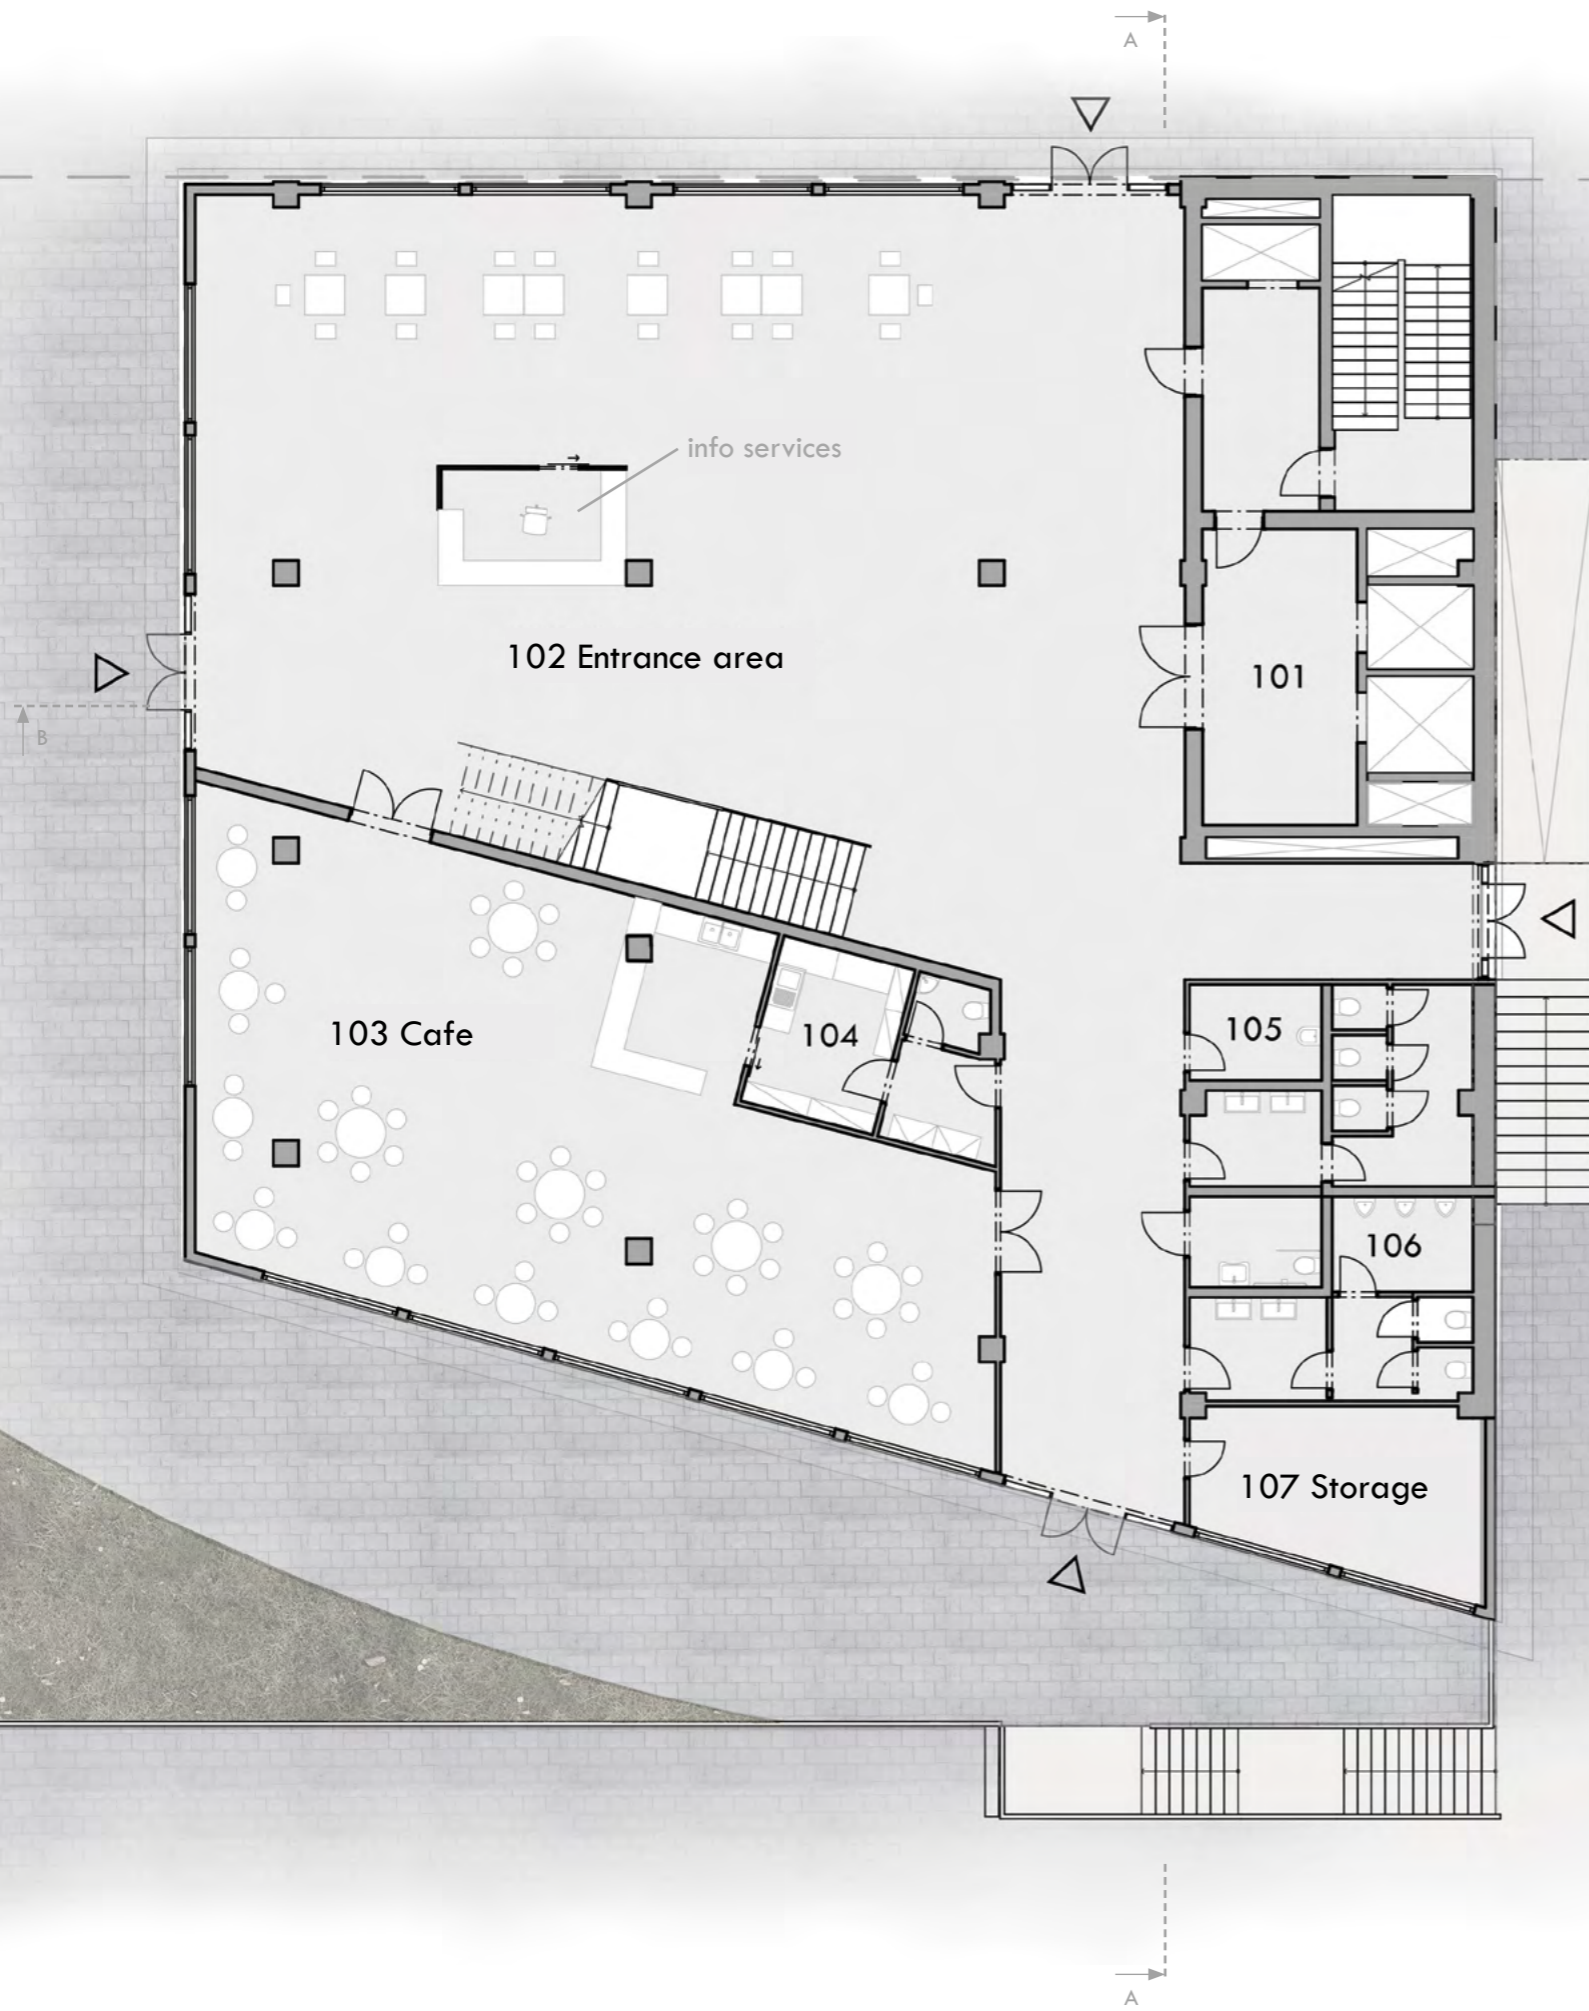 A
info services
102 Entrance area
101
B
103 Cafe
104
105
106
107 Storage
A